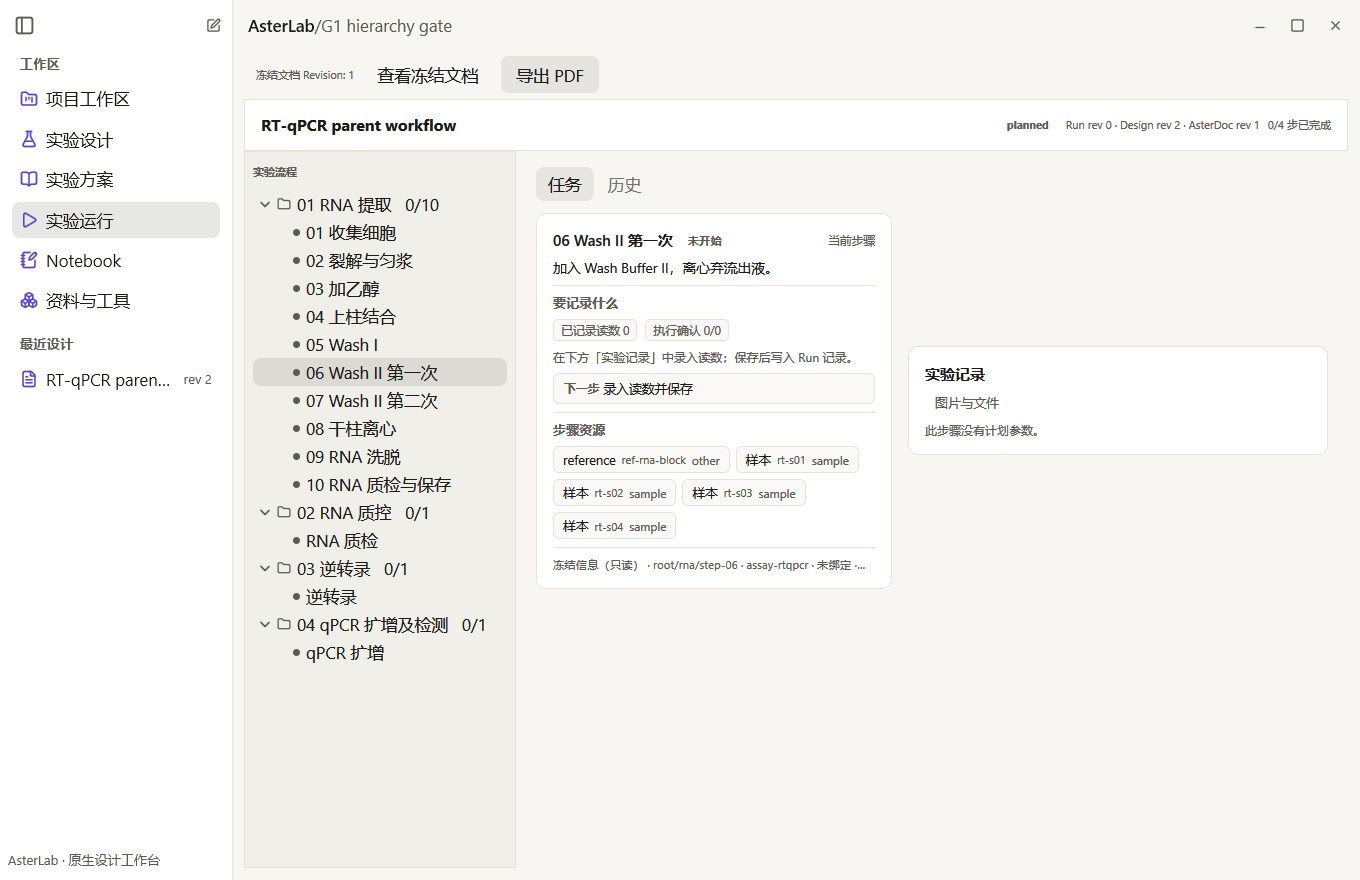 AsterLab/G1 hierarchy gate
工作区
项目工作区
实验设计
实验方案
实验运行
Notebook
资料与工具
最近设计
RT-qPCR paren... rev 2
AsterLab · 原生设计工作台
冻结文档 Revision: 1 查看冻结文档 导出 PDF
RT-qPCR parent workflow planned Run rev 0 · Design rev 2 · AsterDoc rev 1 0/4 步已完成
实验流程
01 RNA 提取 0/10
01 收集细胞
02 裂解与匀浆
03 加乙醇
04 上柱结合
05 Wash I
06 Wash II 第一次
07 Wash II 第二次
08 干柱离心
09 RNA 洗脱
10 RNA 质检与保存
02 RNA 质控 0/1
RNA 质检
03 逆转录 0/1
逆转录
04 qPCR 扩增及检测 0/1
qPCR 扩增
任务 历史
06 Wash II 第一次 未开始 当前步骤
加入 Wash Buffer II，离心弃流出液。
要记录什么
已记录读数 0 执行确认 0/0
在下方「实验记录」中录入读数；保存后写入 Run 记录。
下一步 录入读数并保存
步骤资源
reference ref-rna-block other 样本 rt-s01 sample
样本 rt-s02 sample 样本 rt-s03 sample
样本 rt-s04 sample
冻结信息（只读） · root/rna/step-06 · assay-rtqpcr · 未绑定 ·...
实验记录
图片与文件
此步骤没有计划参数。